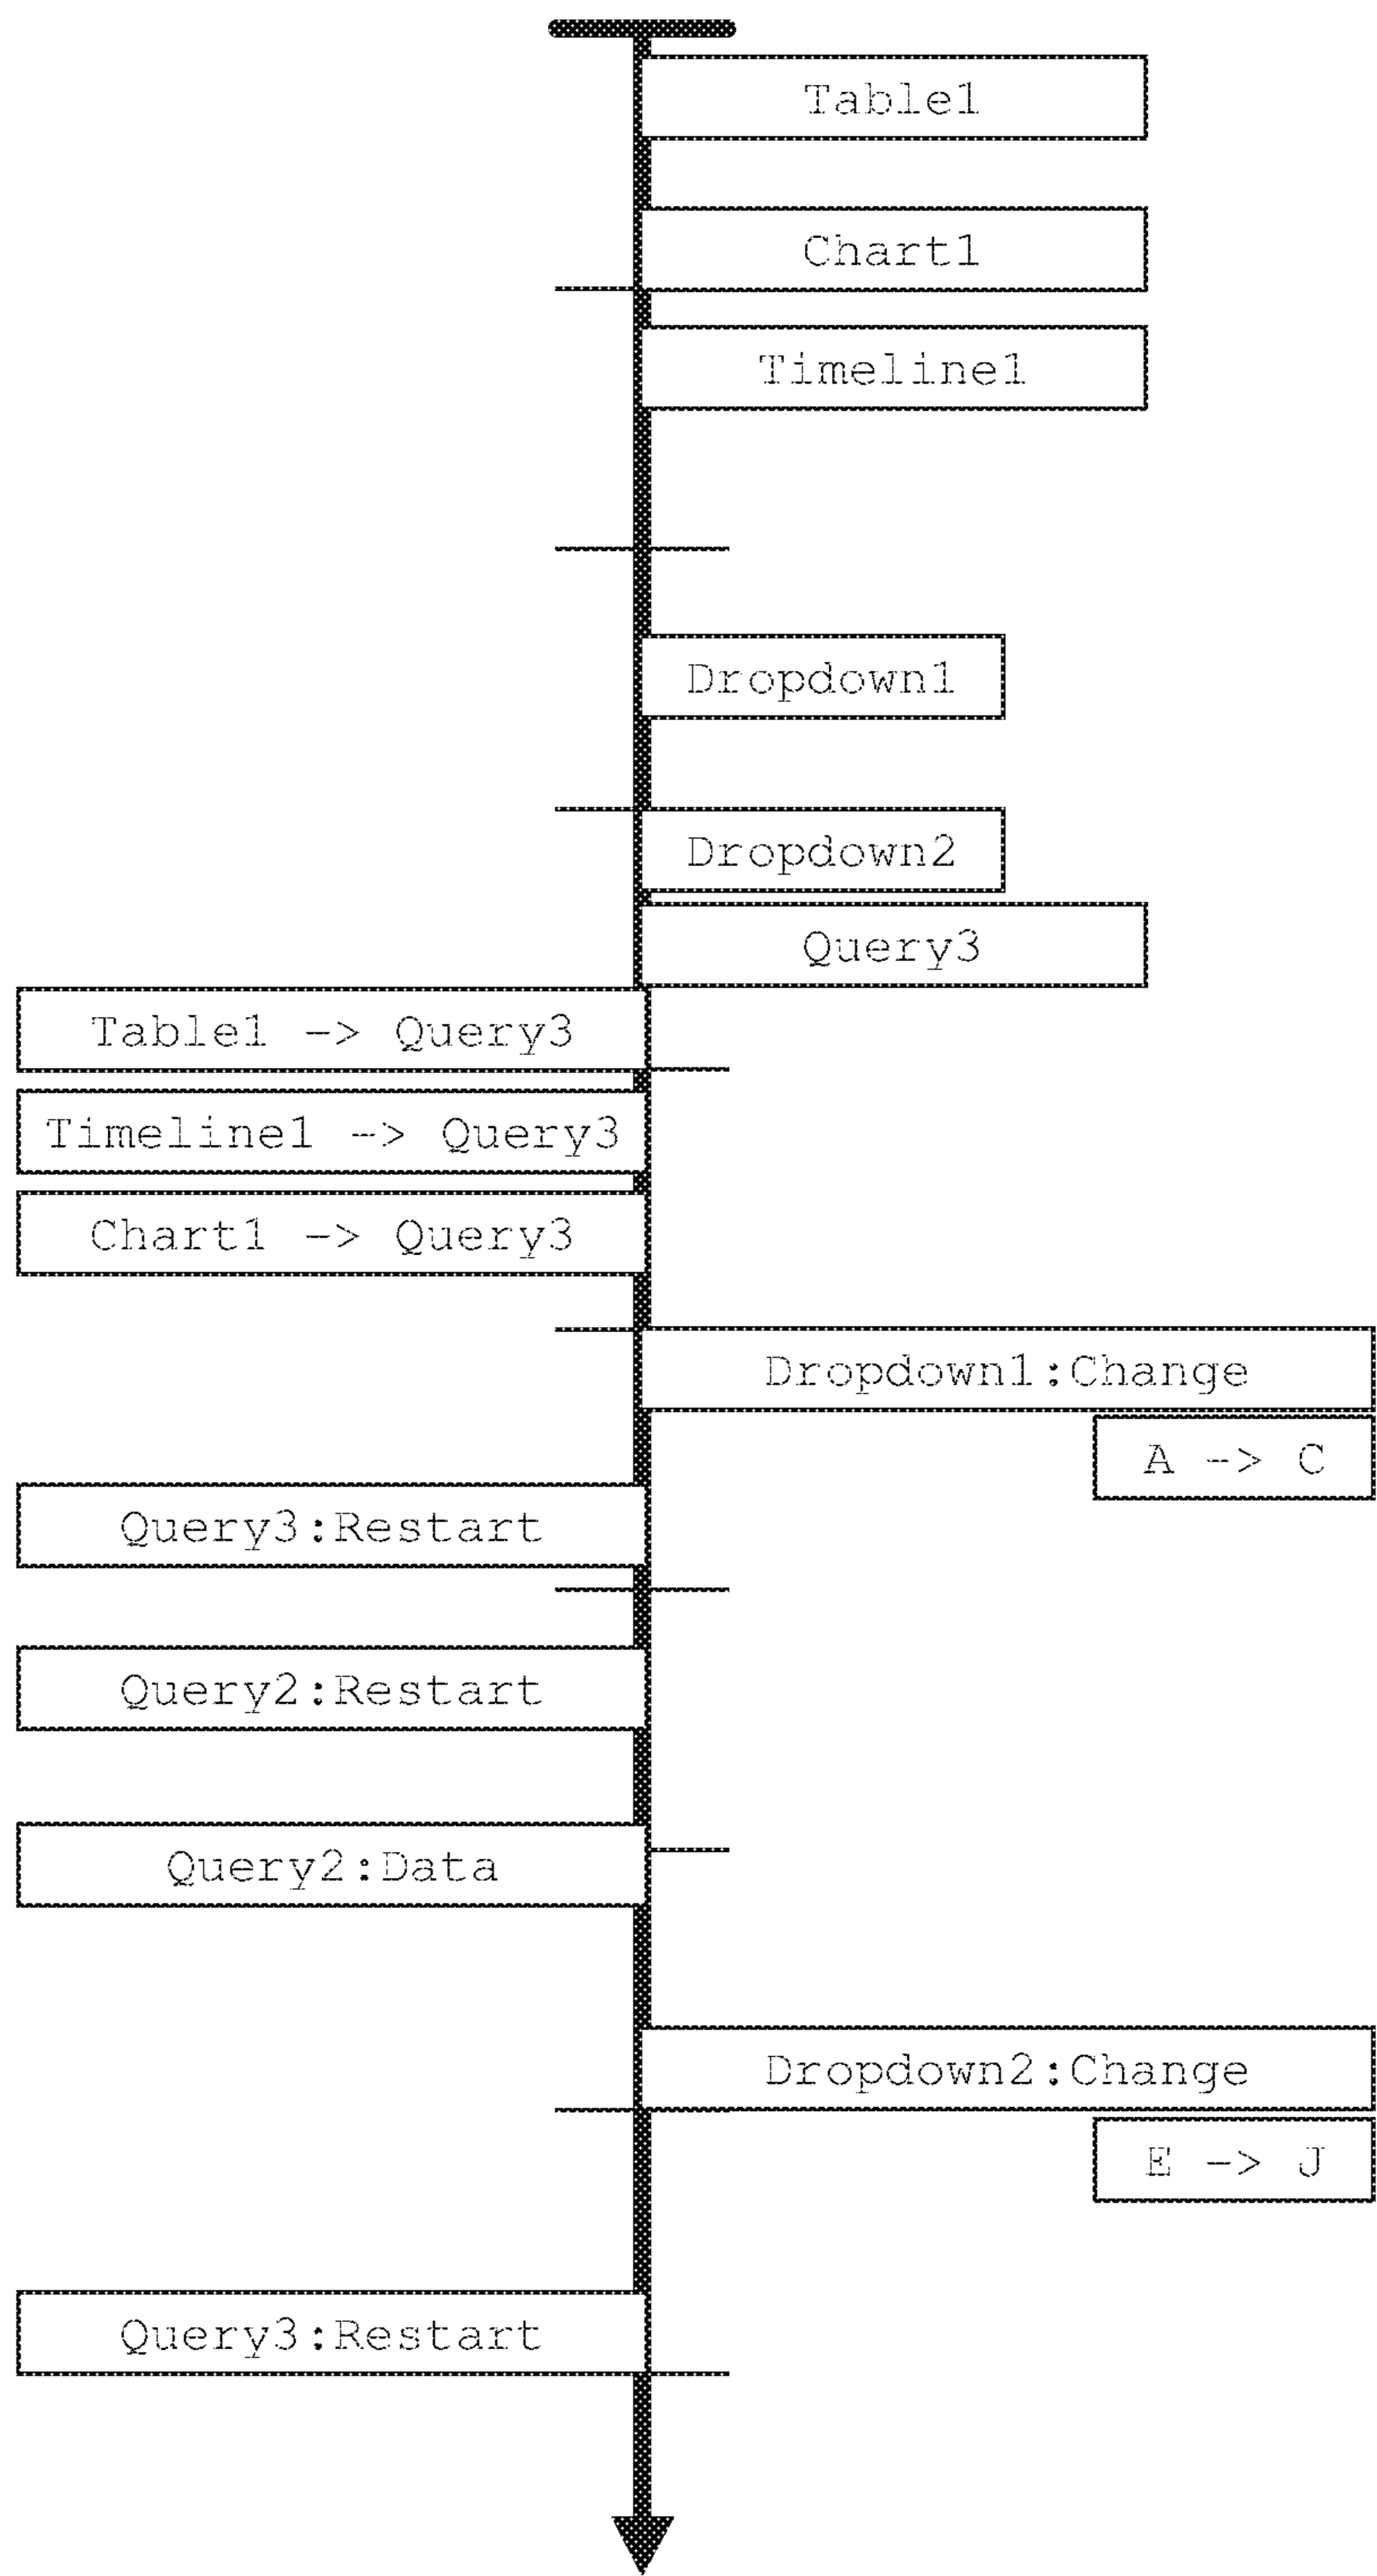 Table1
Chart1
Timeline1
Dropdown1
Dropdown2
Query3
Table1 -> Query3
Timeline1 -> Query3
Chart1 -> Query3
Dropdown1:Change
A -> C
Query3:Restart
Query2:Restart
Query2:Data
Dropdown2:Change
E -> J
Query3:Restart